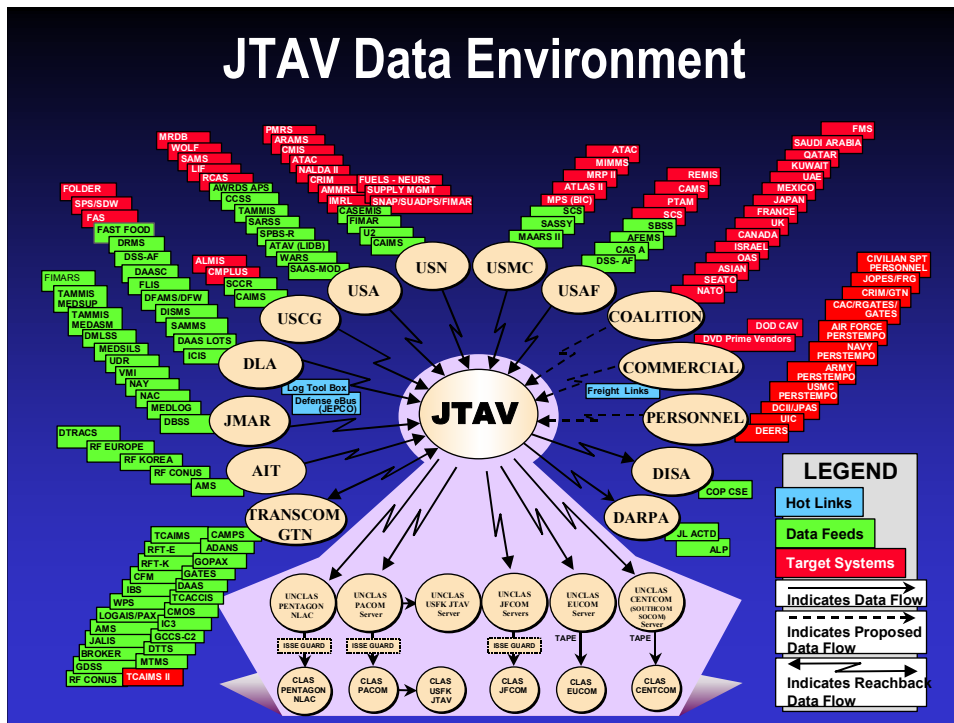 JTAV Data Environment
FOLDER
SPS/SDW
FAS
FAST FOOD
DRMS
DSS-AF
DAASC
FLIS
DFAMS/DFW
DISMS
SAMMS
DAAS LOTS
ICIS
DLA
Log Tool Box
Defense eBus
(JEPCO)
MRDB
WOLF
SAMS
LIF
RCAS
AWRDS APS
CCSS
TAMMIS
SARSS
SPBS-R
ATAV (LIDB)
WARS
SAAS-MOD
USA
ALMIS
CMPLUS
SCCR
CAIMS
USCG
PMRS
ARAMS
CMIS
ATAC
NALDA II
CRIM
AMMRL
IMRL
FUELS - NEURS
SUPPLY MGMT
SNAP/SUADPS/FIMAR
CASEMIS
FIMAR
U2
CAIMS
USN
ATAC
MIMMS
MRP II
ATLAS II
MPS (BIC)
SCS
SASSY
MAARS II
USMC
REMIS
CAMS
PTAM
SCS
SBSS
AFEMS
CAS A
DSS- AF
USAF
FMS
SAUDI ARABIA
QATAR
KUWAIT
UAE
MEXICO
JAPAN
FRANCE
UK
CANADA
ISRAEL
OAS
ASIAN
SEATO
NATO
COALITION
DOD CAV
DVD Prime Vendors
COMMERCIAL
Freight Links
CIVILIAN SPT
PERSONNEL
JOPES/FRG
CRIM/GTN
CAC/RGATES/
GATES
AIR FORCE
PERSTEMPO
NAVY
PERSTEMPO
ARMY
PERSTEMPO
USMC
PERSTEMPO
DCII/JPAS
UIC
DEERS
PERSONNEL
FIMARS
TAMMIS
MEDSUP
TAMMIS
MEDASM
DMLSS
MEDSILS
UDR
VMI
NAY
NAC
MEDLOG
DBSS
JMAR
JTAV
DTRACS
RF EUROPE
RF KOREA
RF CONUS
AMS
AIT
DISA
COP CSE
DARPA
JL ACTD
ALP
TRANSCOM
GTN
TCAIMS
RFT-E
RFT-K
CFM
IBS
WPS
LOGAIS/PAX
AMS
JALIS
BROKER
GDSS
RF CONUS
CAMPS
ADANS
GOPAX
GATES
DAAS
TCACCIS
CMOS
IC3
GCCS-C2
DTTS
MTMS
TCAIMS II
UNCLAS
PENTAGON
NLAC
UNCLAS
PACOM
Server
UNCLAS
USFK JTAV
Server
UNCLAS
JFCOM
Servers
UNCLAS
EUCOM
Server
UNCLAS
CENTCOM
(SOUTHCOM
SOCOM)
Server
ISSE GUARD
ISSE GUARD
ISSE GUARD
TAPE
TAPE
CLAS
PENTAGON
NLAC
CLAS
PACOM
CLAS
USFK
JTAV
CLAS
JFCOM
CLAS
EUCOM
CLAS
CENTCOM
LEGEND
Hot Links
Data Feeds
Target Systems
Indicates Data Flow
Indicates Proposed
Data Flow
Indicates Reachback
Data Flow